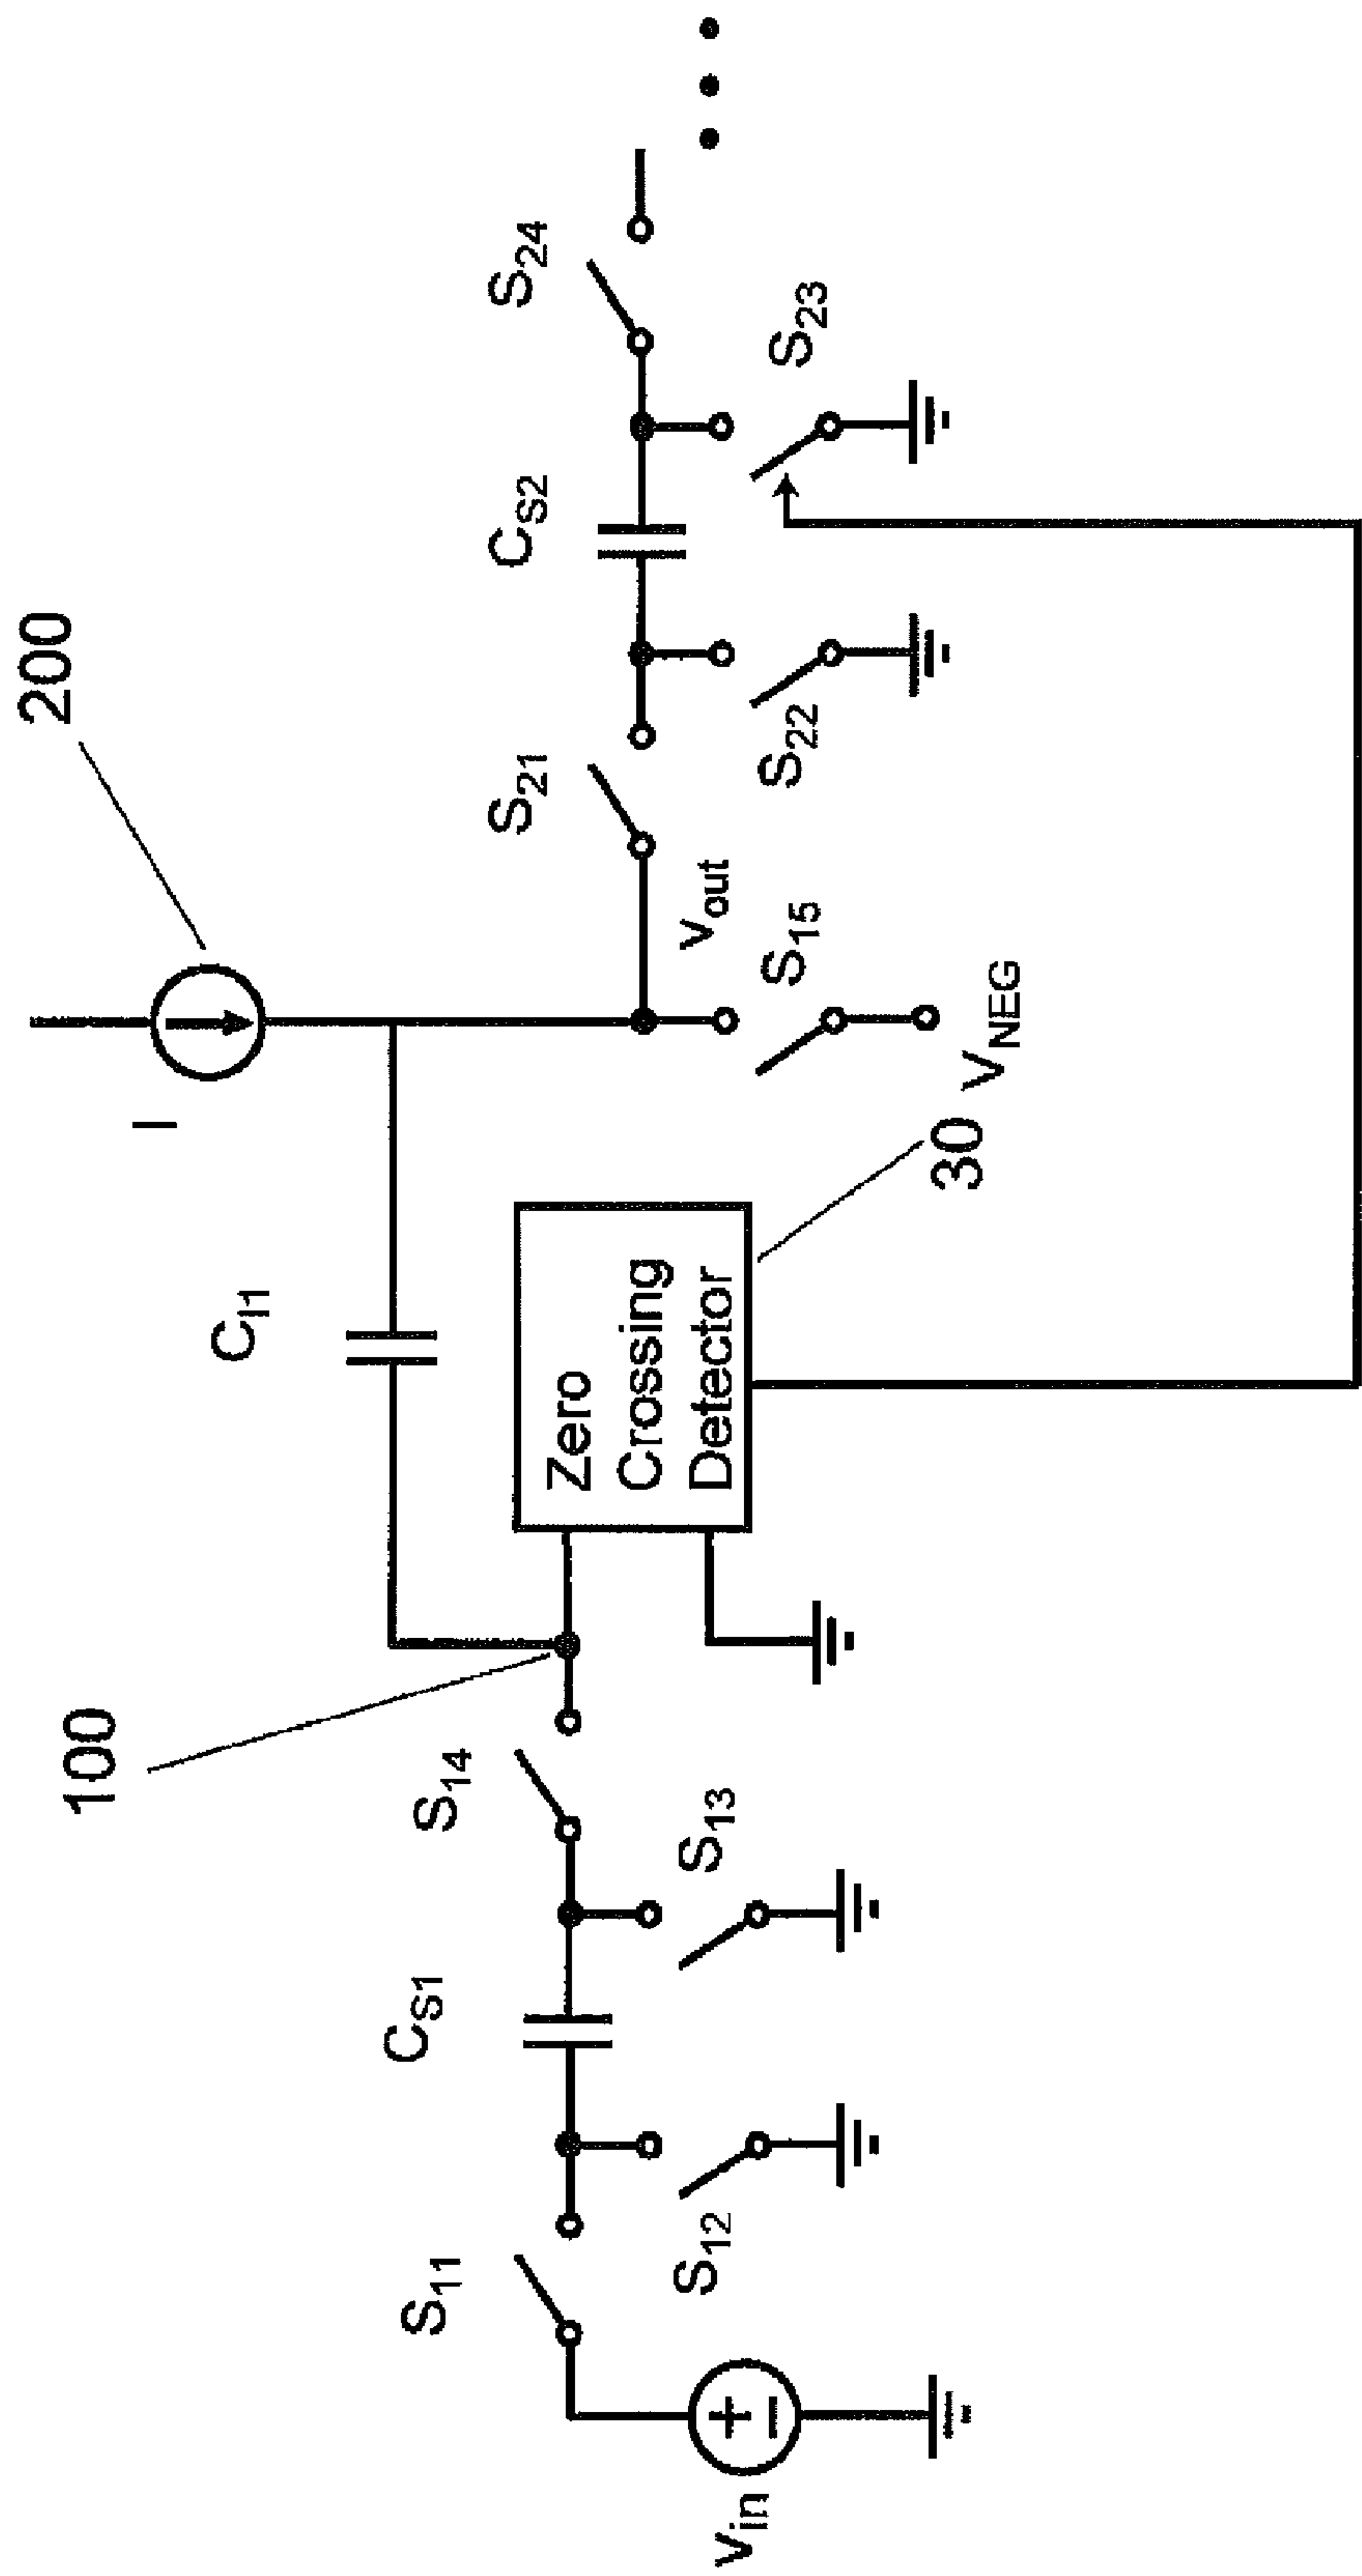 200
I
C_I1
100
S_24
C_S2
S_21
S_23
S_22
v_out
S_15
V_NEG
Zero
Crossing
Detector
30
S_14
C_S1
S_13
S_11
S_12
v_in
+
−